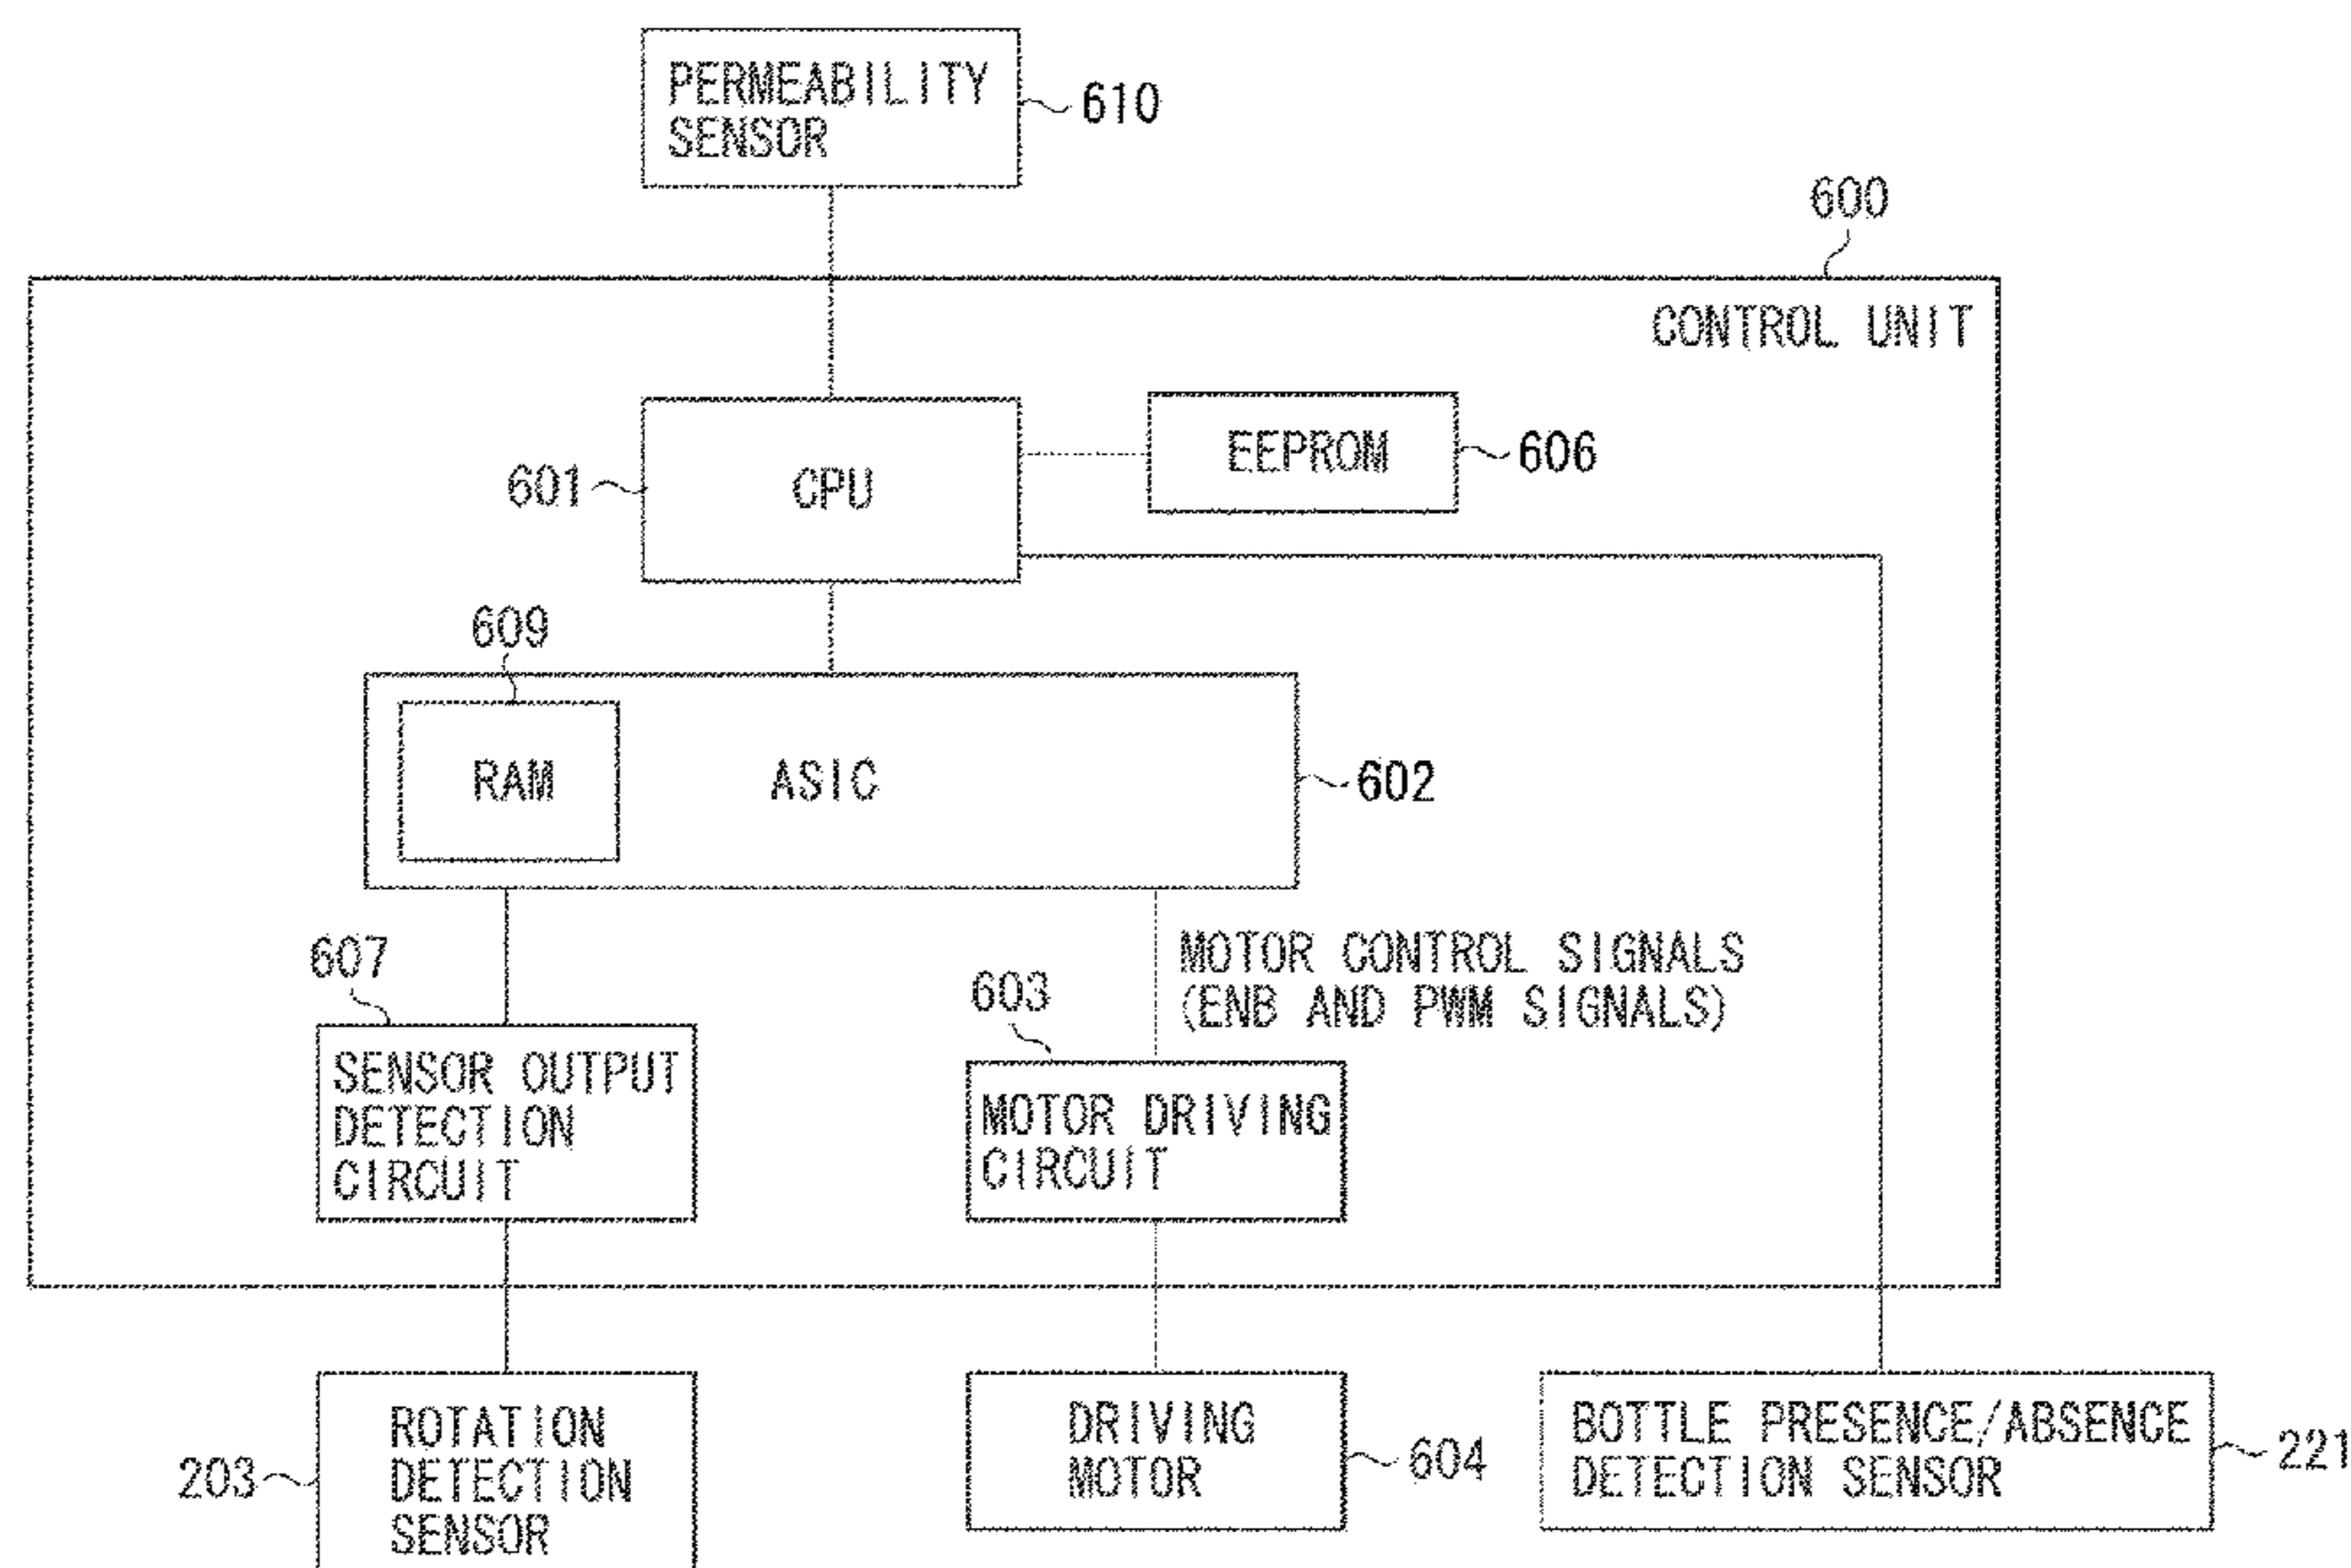 PERMEABILITY
SENSOR
610
600
CONTROL UNIT
601
CPU
EEPROM
606
609
RAM
ASIC
602
607
603
MOTOR CONTROL SIGNALS
(ENB AND PWM SIGNALS)
SENSOR OUTPUT
DETECTION
CIRCUIT
MOTOR DRIVING
CIRCUIT
203
ROTATION
DETECTION
SENSOR
DRIVING
MOTOR
604
BOTTLE PRESENCE/ABSENCE
DETECTION SENSOR
221